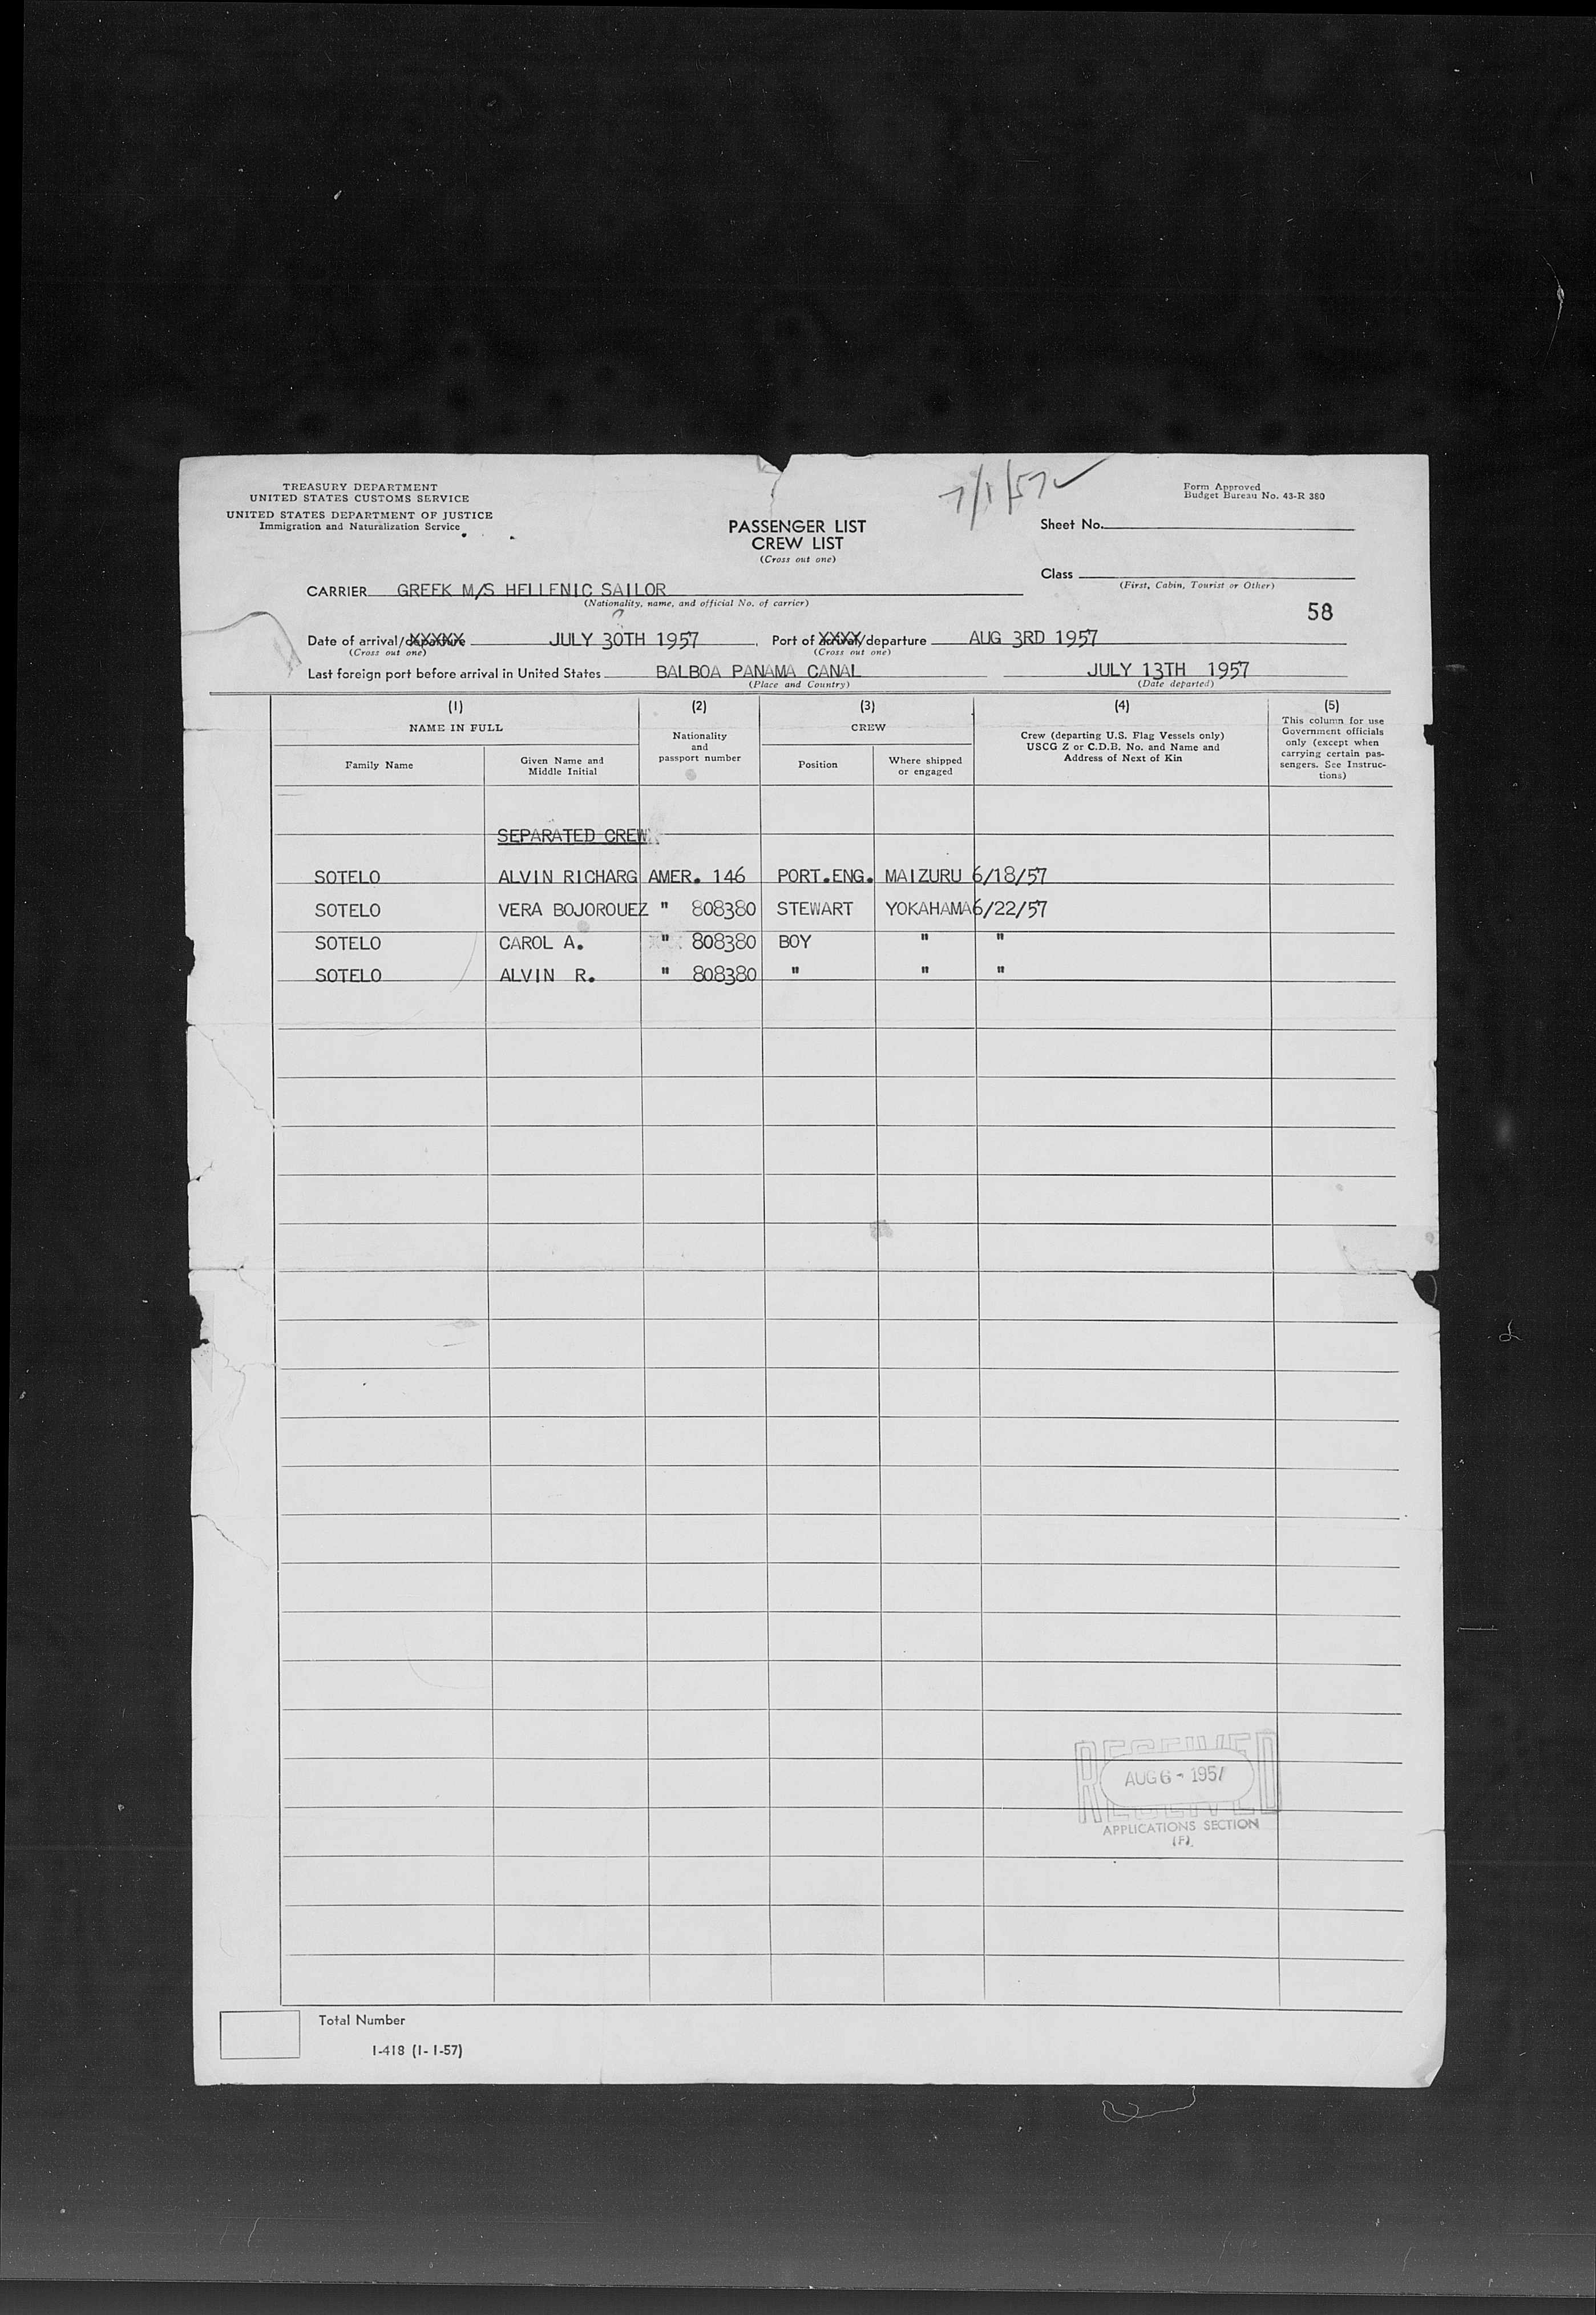 TREASURY DEPARTMENT
UNITED STATES CUSTOMS SERVICE
UNITED STATES DEPARTMENT OF JUSTICE
Immigration and Naturalization Service
7/1/57
Form Approved
Budget Bureau No. 43-R 380
PASSENGER LIST
CREW LIST
(Cross out one)
Sheet No.
Class
(First, Cabin, Tourist or Other)
CARRIER GREEK M/S HELLENIC SAILOR
(Nationality, name, and official No. of carrier)
58
Date of arrival/departure JULY 30TH 1957, Port of arrival/departure AUG 3RD 1957
(Cross out one) (Cross out one)
Last foreign port before arrival in United States BALBOA PANAMA CANAL JULY 13TH 1957
(Place and Country) (Date departed)
(1) (2) (3) (4) (5)
NAME IN FULL
Family Name
Given Name and
Middle Initial
Nationality
and
passport number
CREW
Position
Where shipped
or engaged
Crew (departing U.S. Flag Vessels only)
USCG Z or C.D.B. No. and Name and
Address of Next of Kin
This column for use
Government officials
only (except when
carrying certain pas-
sengers. See Instruc-
tions)
SEPARATED CREW
SOTELO ALVIN RICHARG AMER. 146 PORT.ENG. MAIZURU 6/18/57
SOTELO VERA BOJOROUEZ " 808380 STEWART YOKAHAMA 6/22/57
SOTELO CAROL A. " 808380 BOY " "
SOTELO ALVIN R. " 808380 " " "
RECEIVED
AUG 6 - 1957
APPLICATIONS SECTION
(F)
Total Number
I-418 (1-1-57)